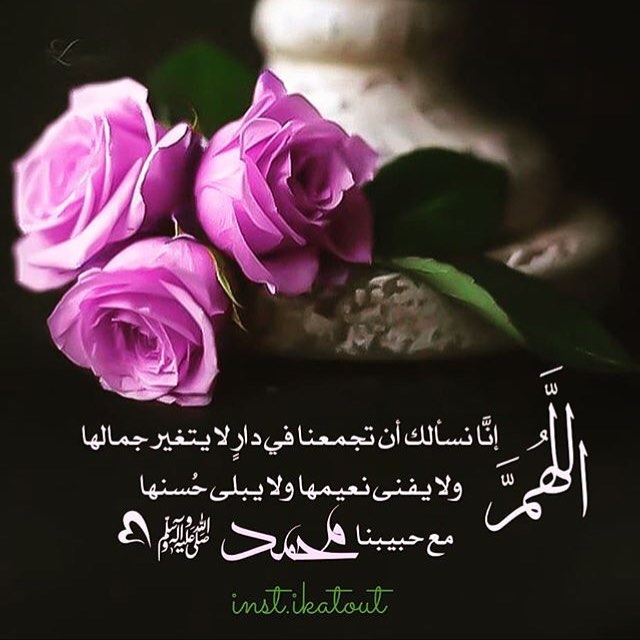 اللَّهُمَّ
إنَّا نسألك أن تجمعنا في دارٍ لا يتغير جمالها
ولا يفنى نعيمها ولا يبلى حُسنها
مع حبيبنا محمد ﷺ
inst.ikatout